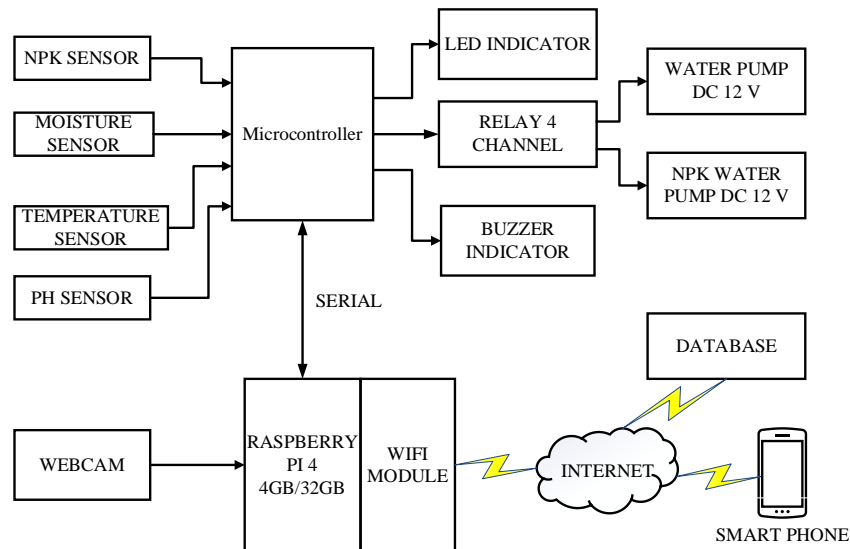 NPK SENSOR
MOISTURE
SENSOR
TEMPERATURE
SENSOR
PH SENSOR
Microcontroller
LED INDICATOR
RELAY 4
CHANNEL
BUZZER
INDICATOR
WATER PUMP
DC 12 V
NPK WATER
PUMP DC 12 V
SERIAL
WEBCAM
RASPBERRY
PI 4
4GB/32GB
WIFI
MODULE
INTERNET
DATABASE
SMART PHONE